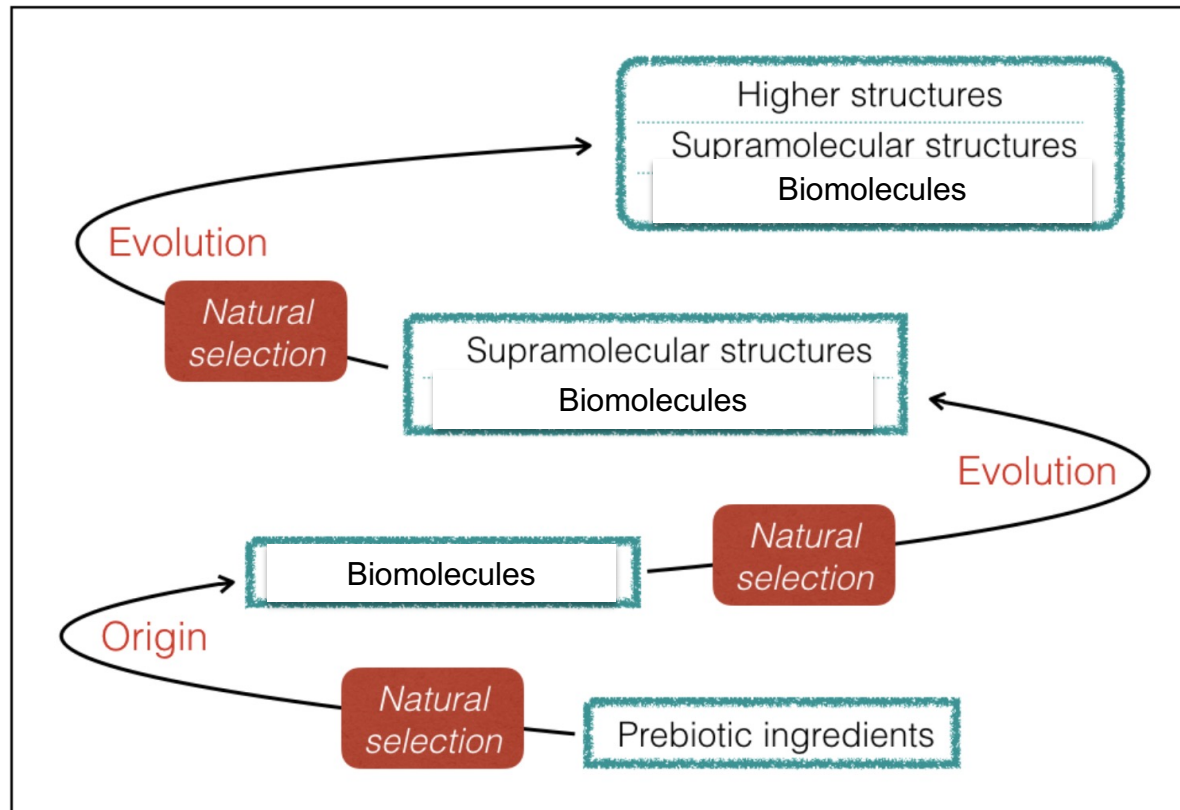 Higher structures
Supramolecular structures
Biomolecules
Evolution
Natural
selection
Supramolecular structures
Biomolecules
Evolution
Natural
selection
Biomolecules
Origin
Natural
selection
Prebiotic ingredients